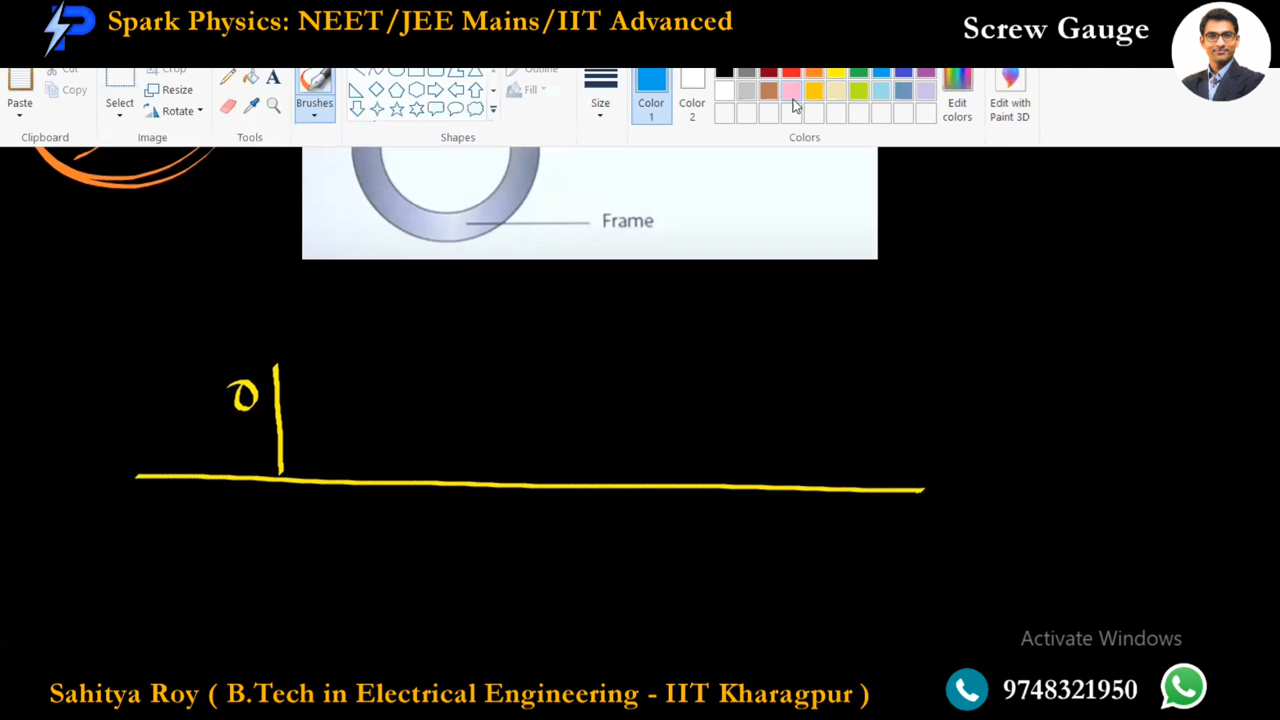 Spark Physics: NEET/JEE Mains/IIT Advanced
Screw Gauge
Paste
Cut
Copy
Clipboard
Select
Crop
Resize
Rotate
Image
A
Tools
Brushes
Outline
Fill
Shapes
Size
Color
1
Color
2
Edit
colors
Edit with
Paint 3D
Colors
Frame
0
Activate Windows
Sahitya Roy ( B.Tech in Electrical Engineering - IIT Kharagpur )
9748321950